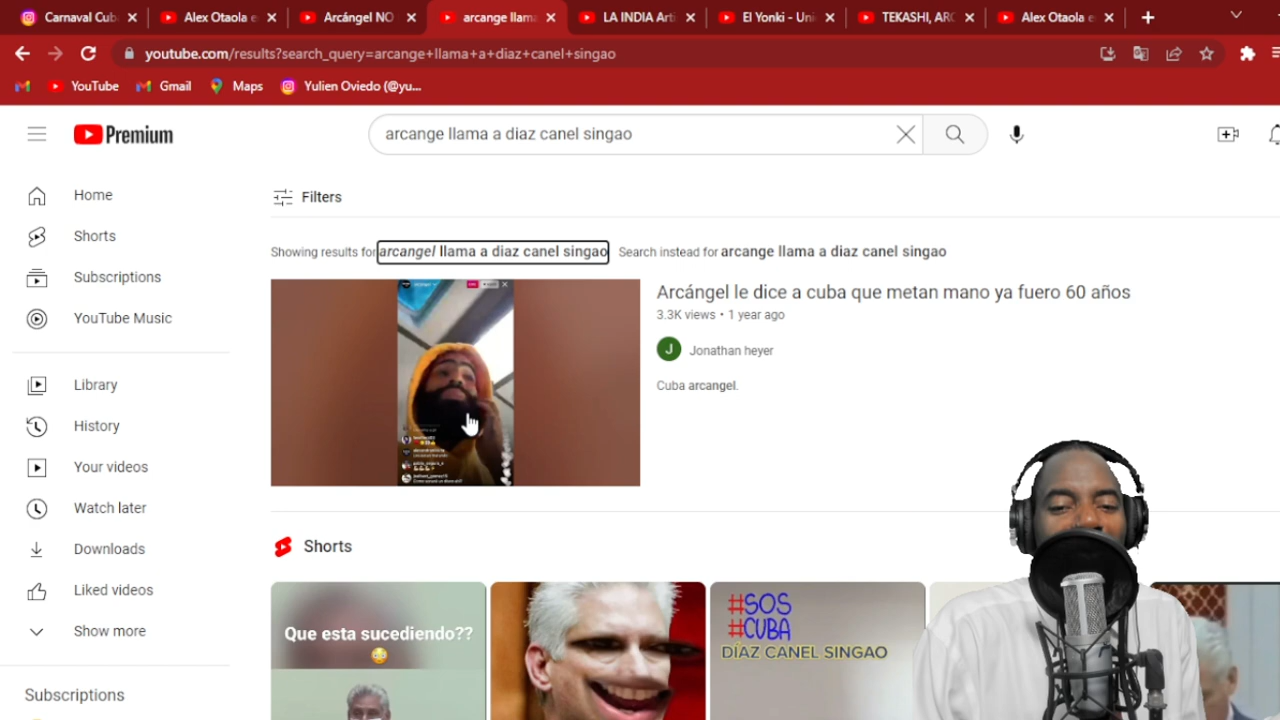 Carnaval Cub
Alex Otaola e
Arcángel NO
arcange llam
LA INDIA Arti
El Yonki - Uni
TEKASHI, ARC
Alex Otaola e
youtube.com/results?search_query=arcange+llama+a+diaz+canel+singao
YouTube
Gmail
Maps
Yulien Oviedo (@yu...
Premium
arcange llama a diaz canel singao
Home
Shorts
Subscriptions
YouTube Music
Library
History
Your videos
Watch later
Downloads
Liked videos
Show more
Subscriptions
Filters
Showing results for arcangel llama a diaz canel singao
Search instead for arcange llama a diaz canel singao
Arcángel le dice a cuba que metan mano ya fuero 60 años
3.3K views • 1 year ago
J
Jonathan heyer
Cuba arcangel.
Shorts
Que esta sucediendo??
#SOS
#CUBA
DÍAZ CANEL SINGAO